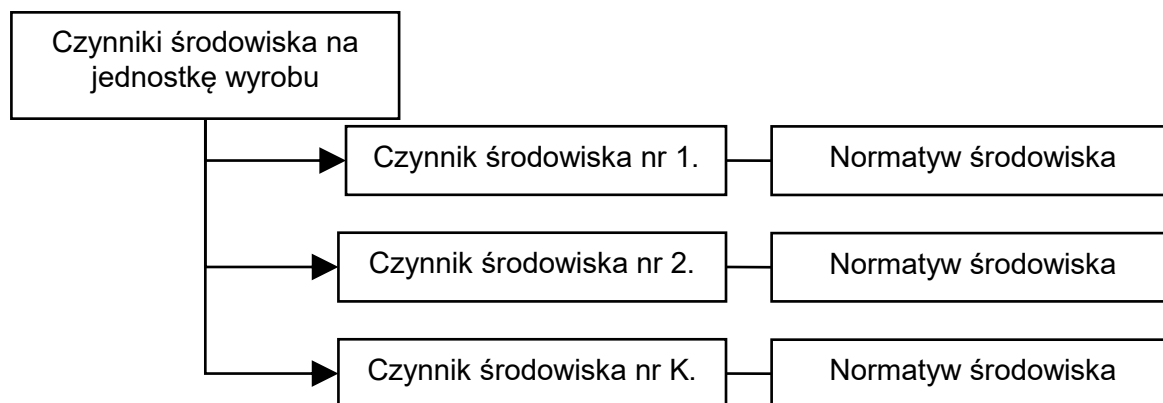 Czynniki środowiska na
jednostkę wyrobu
Czynnik środowiska nr 1.
Normatyw środowiska
Czynnik środowiska nr 2.
Normatyw środowiska
Czynnik środowiska nr K.
Normatyw środowiska